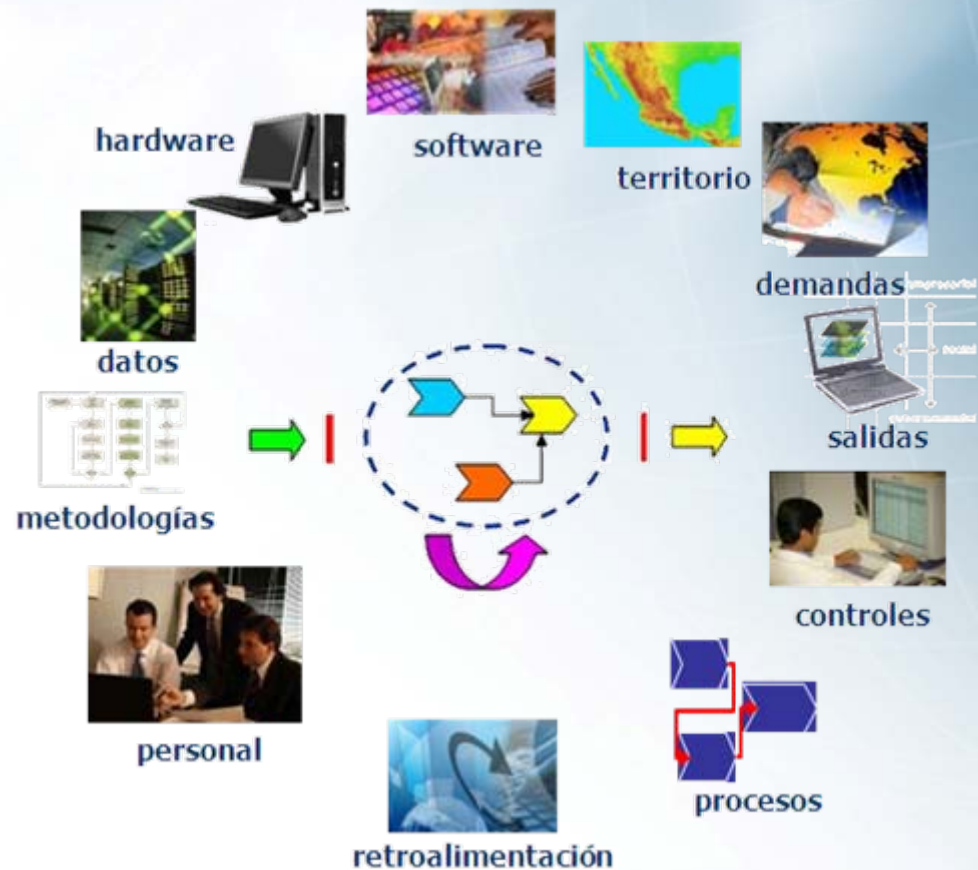 software
hardware
territorio
demandas
datos
salidas
metodologías
controles
personal
procesos
retroalimentación